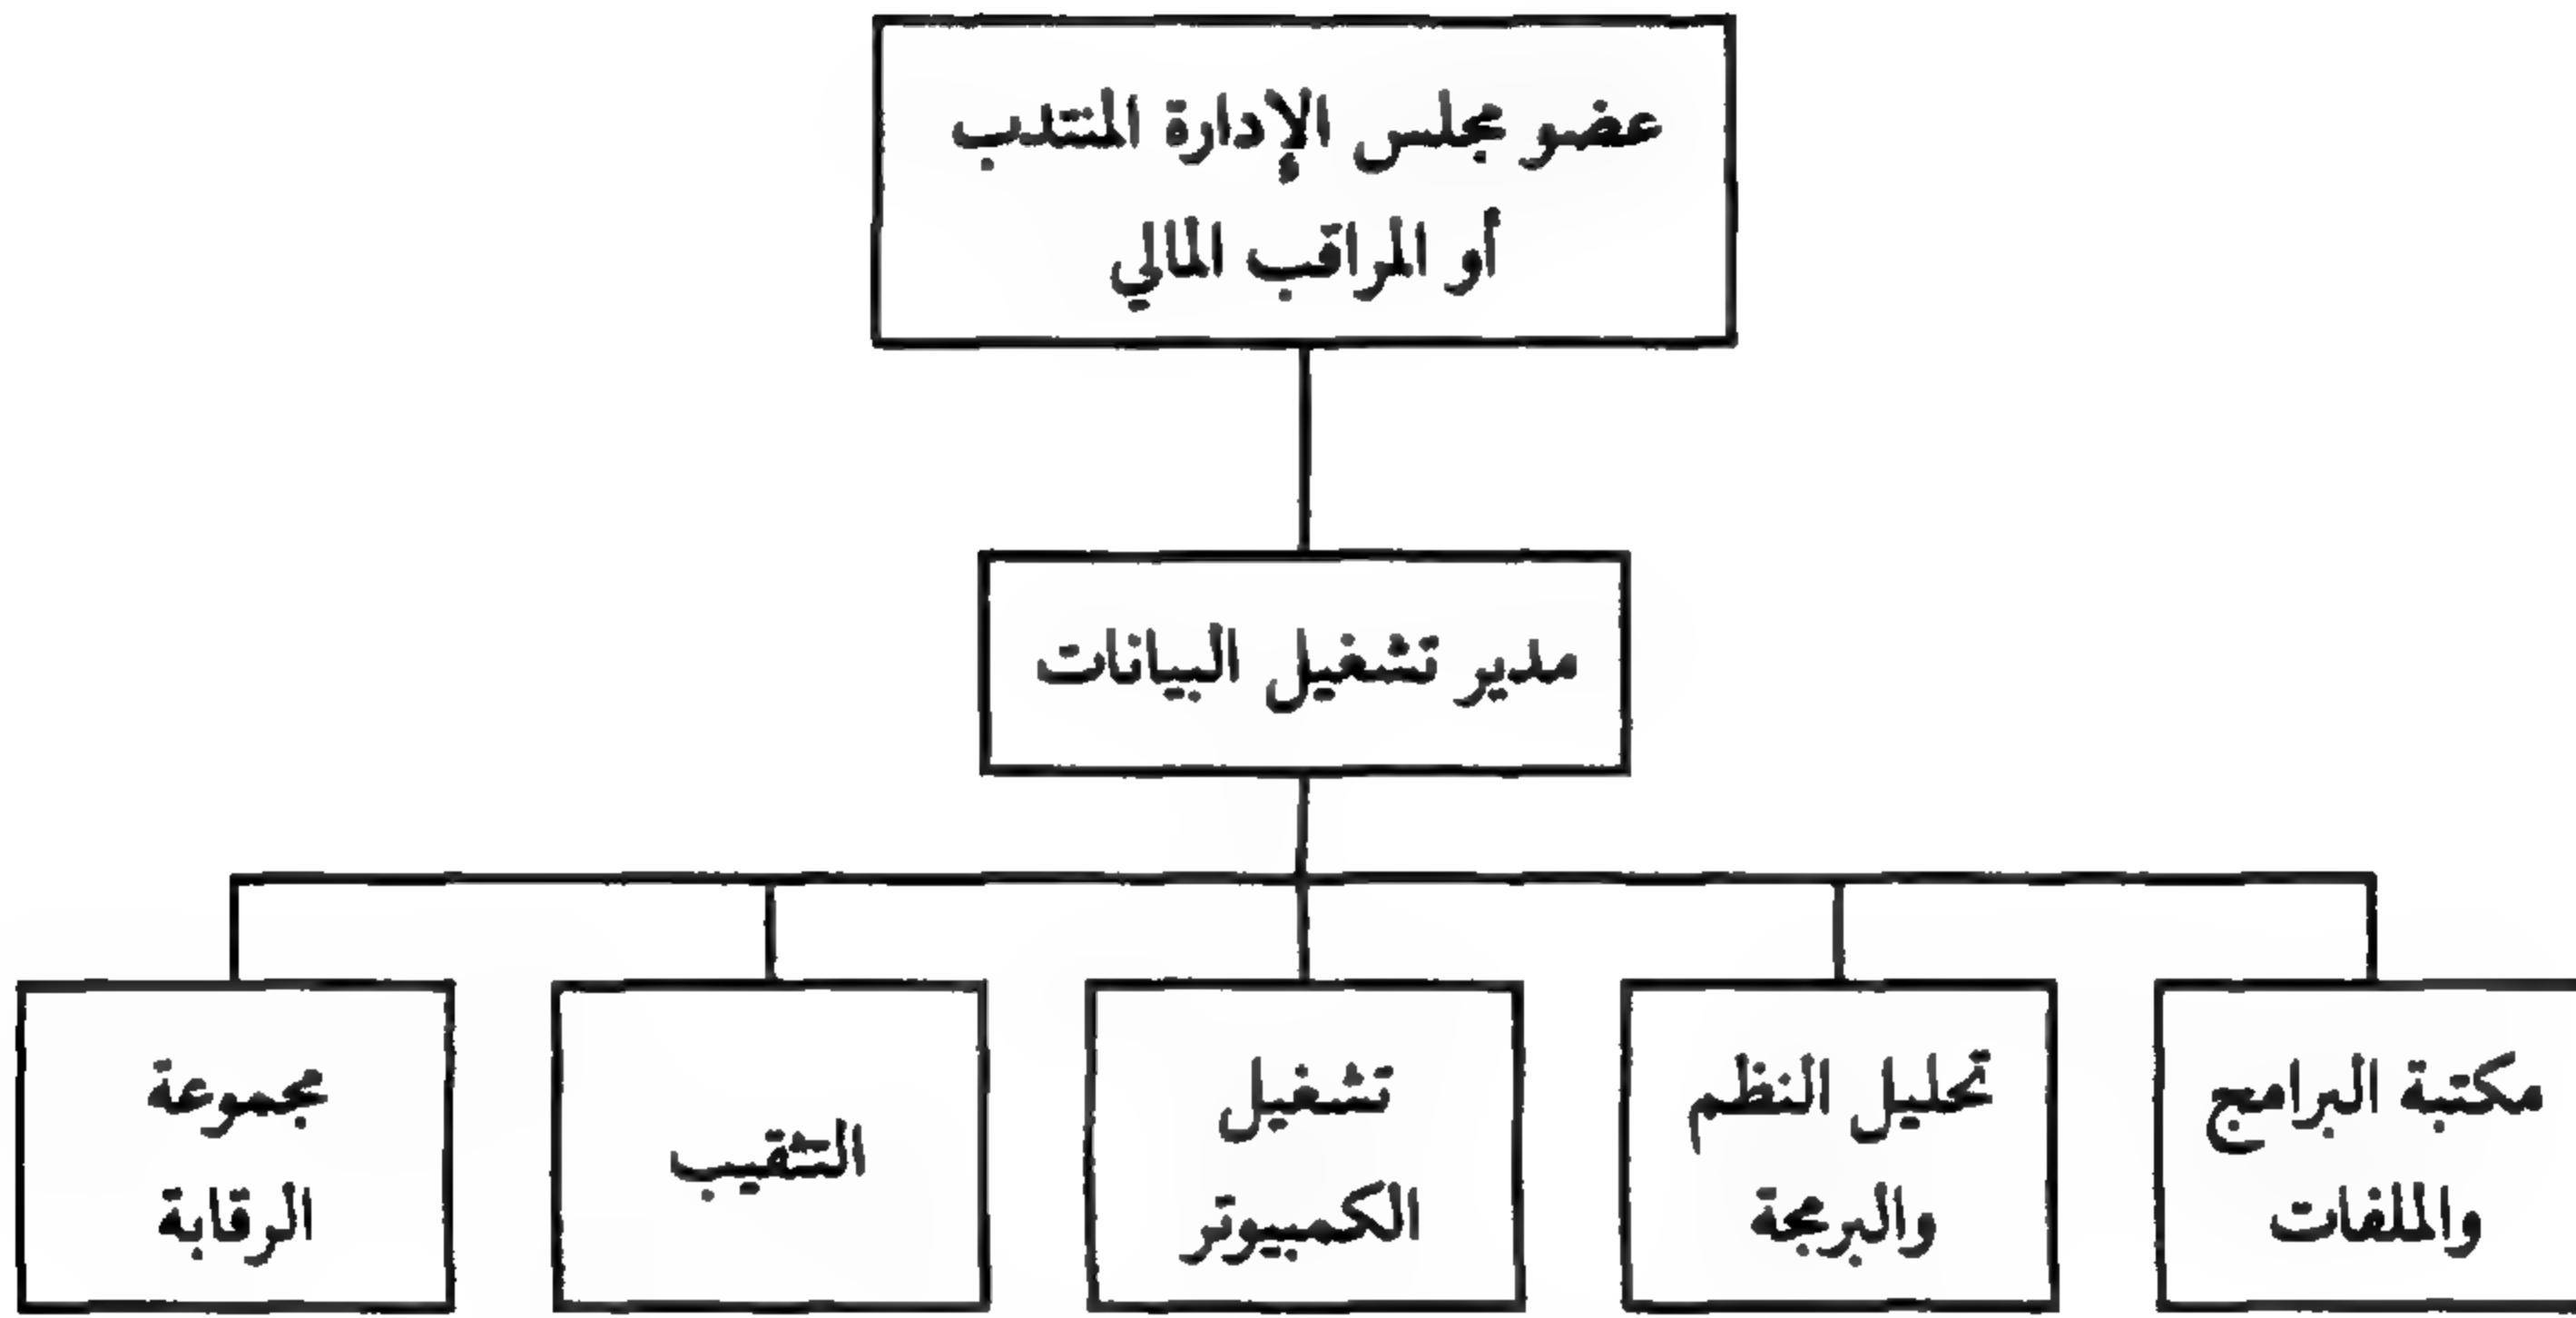 عضو مجلس الإدارة المنتدب
أو المراقب المالي
مدير تشغيل البيانات
مكتبة البرامج
والملفات
تحليل النظم
والبرمجة
تشغيل
الكمبيوتر
التثقيب
مجموعة
الرقابة